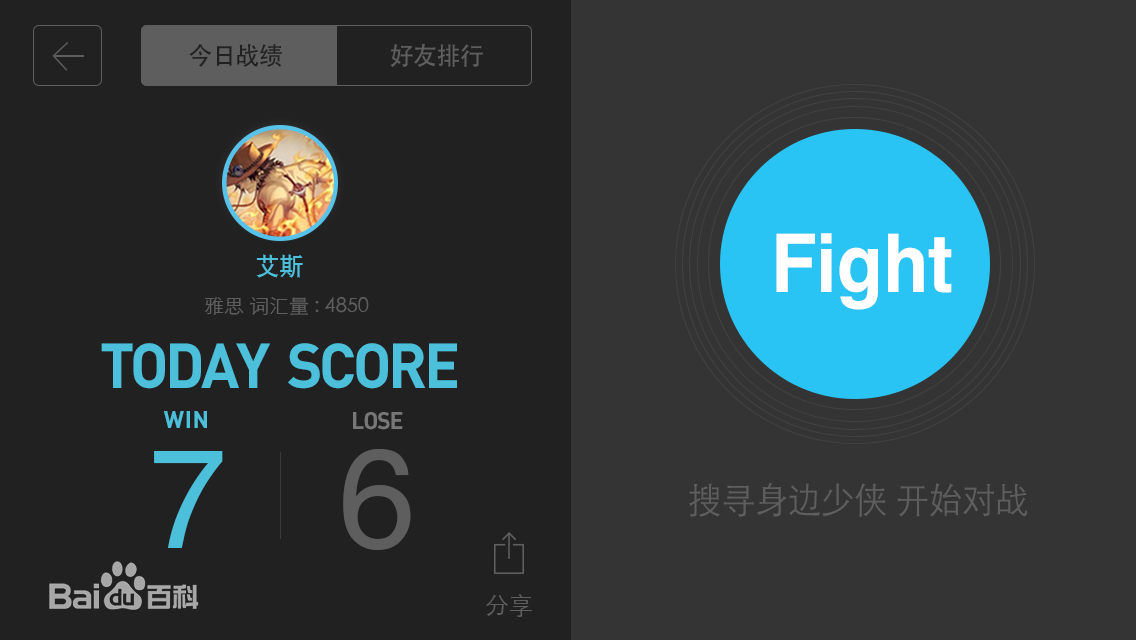 今日战绩
好友排行
艾斯
雅思 词汇量 : 4850
TODAY SCORE
WIN
LOSE
7
6
分享
Baidu百科
Fight
搜寻身边少侠 开始对战